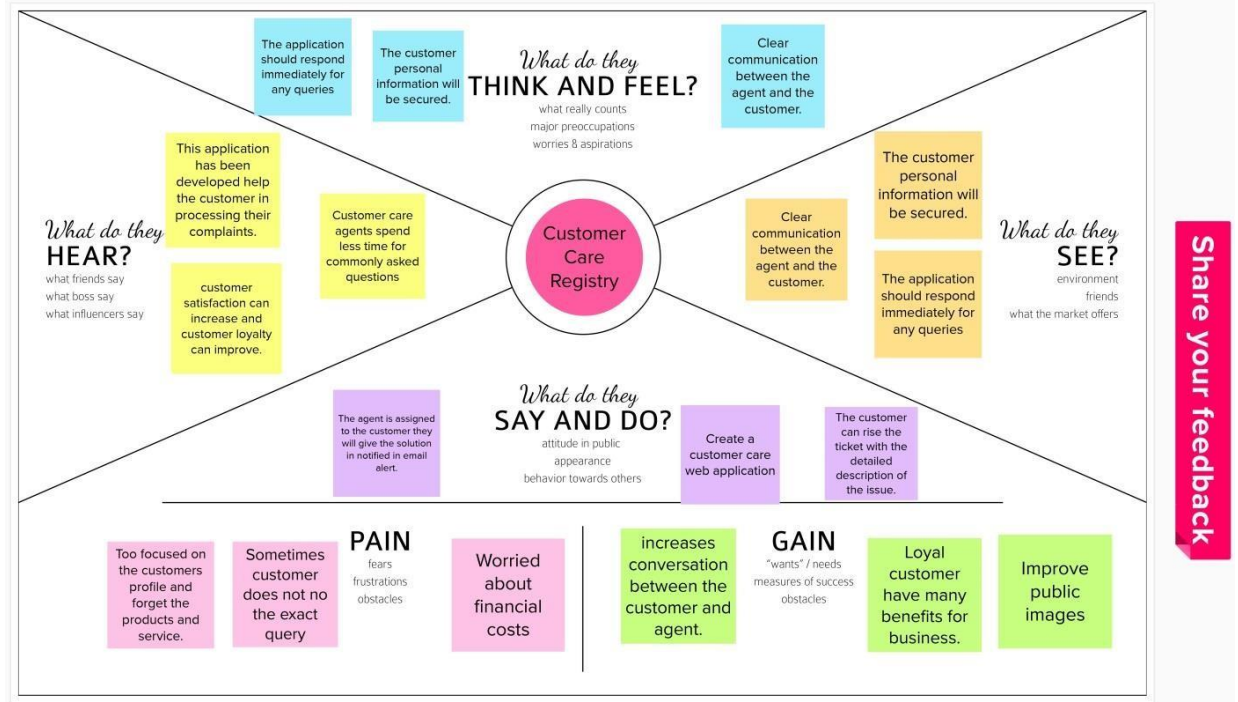 The application
should respond
immediately for
any queries
The customer
personal
information will
be secured.
What do they
THINK AND FEEL?
what really counts
major preoccupations
worries & aspirations
Clear
communication
between the
agent and the
customer.
What do they
HEAR?
what friends say
what boss say
what influencers say
This application
has been
developed help
the customer in
processing their
complaints.
Customer care
agents spend
less time for
commonly asked
questions
customer
satisfaction can
increase and
customer loyalty
can improve.
Customer
Care
Registry
Clear
communication
between the
agent and the
customer.
The customer
personal
information will
be secured.
The application
should respond
immediately for
any queries
What do they
SEE?
environment
friends
what the market offers
What do they
SAY AND DO?
attitude in public
appearance
behavior towards others
The agent is assigned
to the customer they
will give the solution
in notified in email
alert.
Create a
customer care
web application
The customer
can rise the
ticket with the
detailed
description of
the issue.
PAIN
fears
frustrations
obstacles
Too focused on
the customers
profile and
forget the
products and
service.
Sometimes
customer
does not no
the exact
query
Worried
about
financial
costs
GAIN
"wants" / needs
measures of success
obstacles
increases
conversation
between the
customer and
agent.
Loyal
customer
have many
benefits for
business.
Improve
public
images
Share your feedback